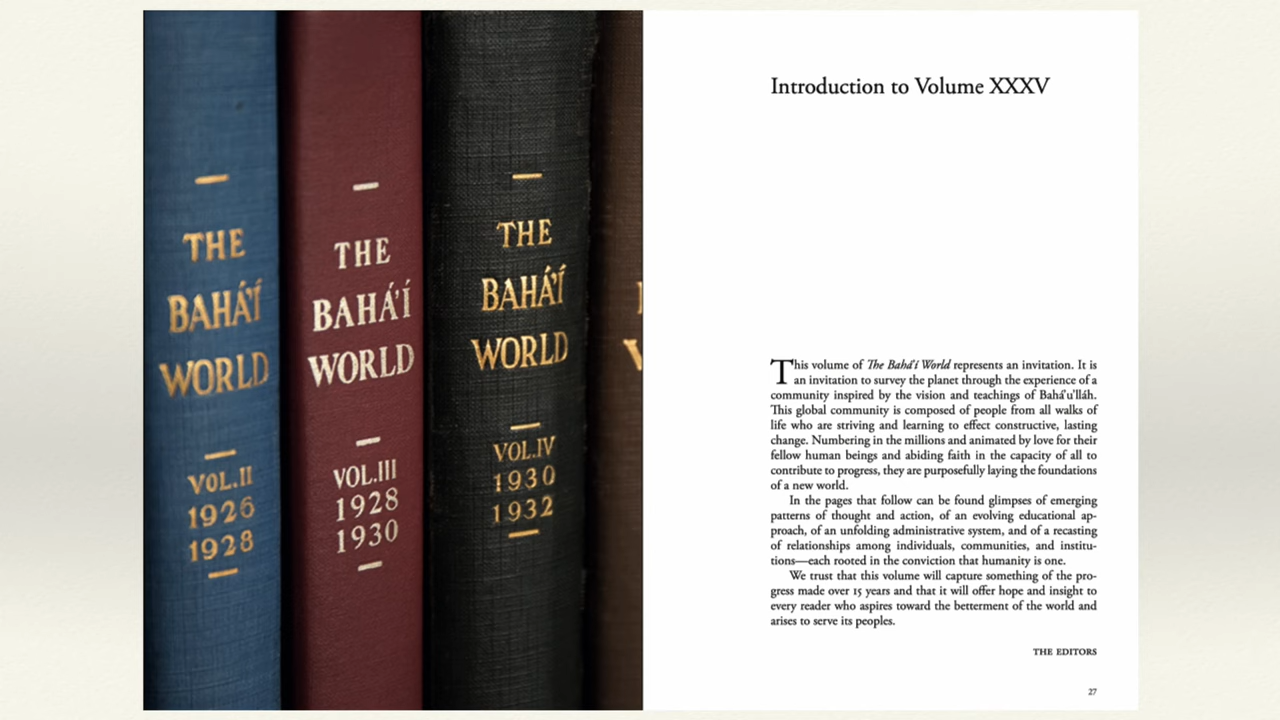 THE
BAHÁ'Í
WORLD
VOL.II
1926
1928
THE
BAHÁ'Í
WORLD
VOL.III
1928
1930
THE
BAHÁ'Í
WORLD
VOL.IV
1930
1932
Introduction to Volume XXXV
This volume of The Bahá'í World represents an invitation. It is
an invitation to survey the planet through the experience of a
community inspired by the vision and teachings of Bahá'u'lláh.
This global community is composed of people from all walks of
life who are striving and learning to effect constructive, lasting
change. Numbering in the millions and animated by love for their
fellow human beings and abiding faith in the capacity of all to
contribute to progress, they are purposefully laying the foundations
of a new world.
In the pages that follow can be found glimpses of emerging
patterns of thought and action, of an evolving educational ap-
proach, of an unfolding administrative system, and of a recasting
of relationships among individuals, communities, and institu-
tions—each rooted in the conviction that humanity is one.
We trust that this volume will capture something of the pro-
gress made over 15 years and that it will offer hope and insight to
every reader who aspires toward the betterment of the world and
arises to serve its peoples.
THE EDITORS
27